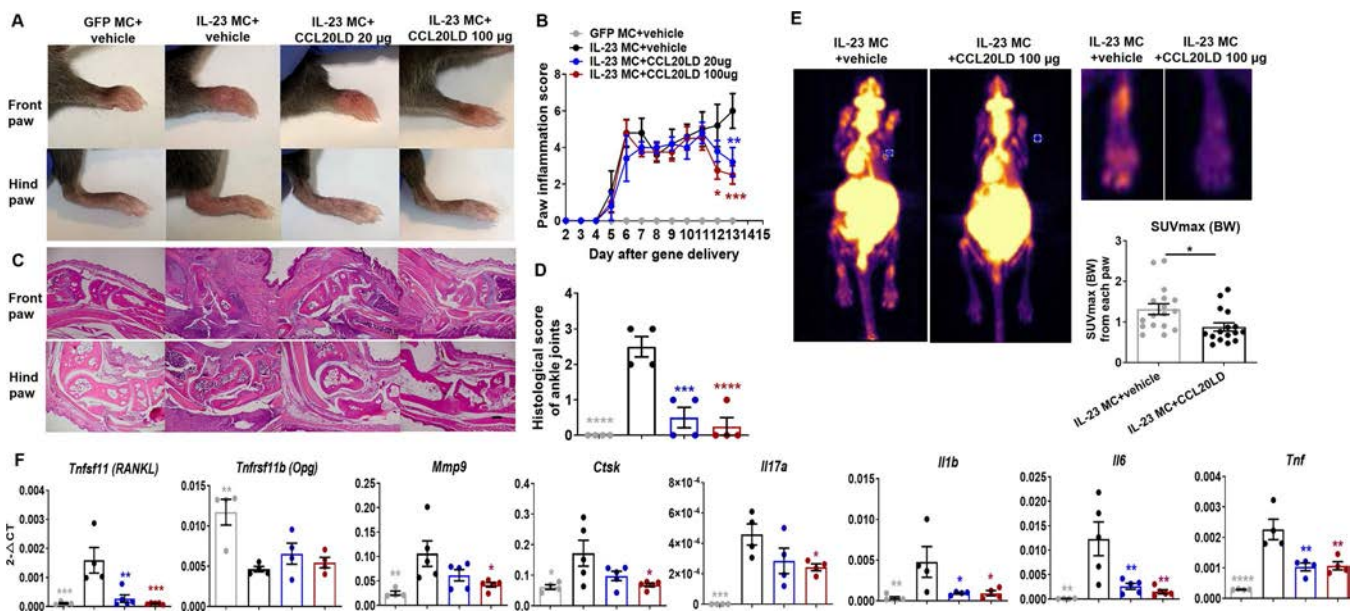 A
GFP MC+
vehicle
IL-23 MC+
vehicle
IL-23 MC+
CCL20LD 20 µg
IL-23 MC+
CCL20LD 100 µg
Front
paw
Hind
paw
B
GFP MC+vehicle
IL-23 MC+vehicle
IL-23 MC+CCL20LD 20ug
IL-23 MC+CCL20LD 100ug
Paw inflammation score
8
6
4
2
0
**
*
***
2 3 4 5 6 7 8 9 10 11 12 13 14 15
Day after gene delivery
C
Front
paw
Hind
paw
D
Histological score
of ankle joints
4
3
2
1
0
****
***
****
E
IL-23 MC
+vehicle
IL-23 MC
+CCL20LD 100 µg
IL-23 MC
+vehicle
IL-23 MC
+CCL20LD 100 µg
SUVmax (BW)
SUVmax (BW)
from each paw
3
2
1
0
*
IL-23 MC+vehicle
IL-23 MC+CCL20LD
F
2-△CT
Tnfsf11 (RANKL)
0.004
0.003
0.002
0.001
0.000
***
**
***
Tnfrsf11b (Opg)
0.015
0.010
0.005
0.000
**
Mmp9
0.25
0.20
0.15
0.10
0.05
0.00
**
*
Ctsk
0.4
0.3
0.2
0.1
0.0
*
*
Il17a
8×10-4
6×10-4
4×10-4
2×10-4
0
***
*
Il1b
0.015
0.010
0.005
0.000
**
*
*
Il6
0.025
0.020
0.015
0.010
0.005
0.000
**
**
**
Tnf
0.004
0.003
0.002
0.001
0.000
****
**
**